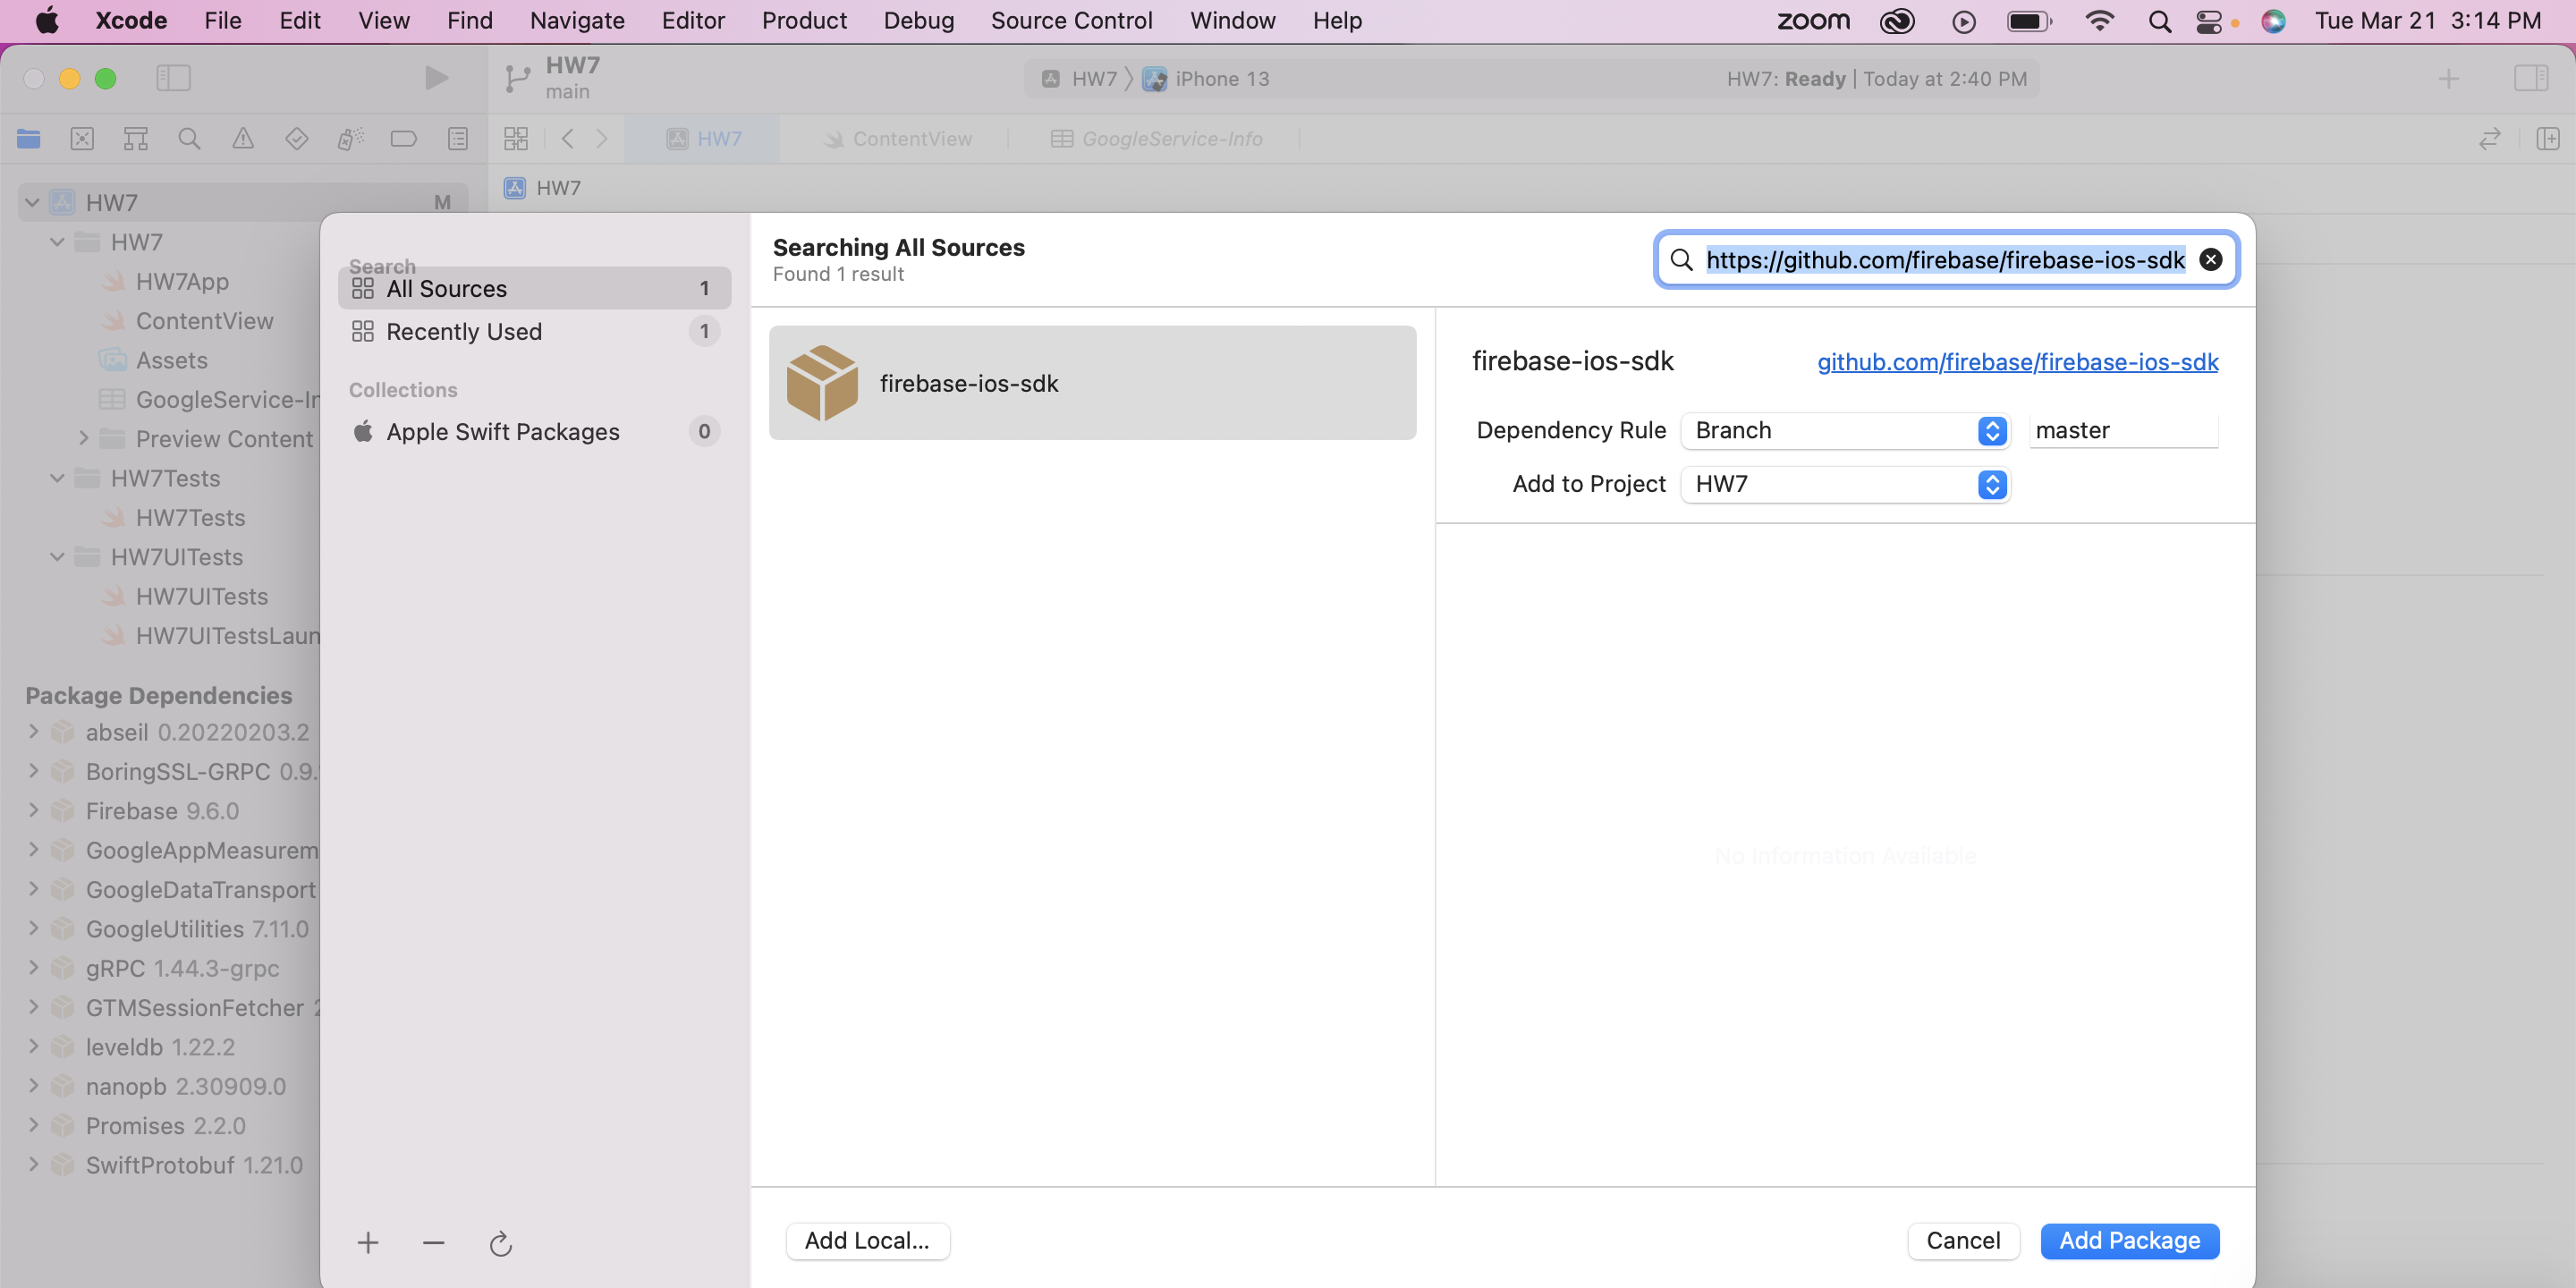 Xcode File Edit View Find Navigate Editor Product Debug Source Control Window Help zoom Tue Mar 21 3:14 PM
HW7
main
HW7 iPhone 13
HW7: Ready | Today at 2:40 PM
HW7
ContentView
GoogleService-Info
HW7 M
HW7
HW7
HW7App
ContentView
Assets
GoogleService-In
Preview Content
HW7Tests
HW7Tests
HW7UITests
HW7UITests
HW7UITestsLaun
Package Dependencies
abseil 0.20220203.2
BoringSSL-GRPC 0.9.
Firebase 9.6.0
GoogleAppMeasurem
GoogleDataTransport
GoogleUtilities 7.11.0
gRPC 1.44.3-grpc
GTMSessionFetcher 2
leveldb 1.22.2
nanopb 2.30909.0
Promises 2.2.0
SwiftProtobuf 1.21.0
Search
All Sources 1
Recently Used 1
Collections
Apple Swift Packages 0
Searching All Sources
Found 1 result
https://github.com/firebase/firebase-ios-sdk
firebase-ios-sdk
firebase-ios-sdk
github.com/firebase/firebase-ios-sdk
Dependency Rule Branch master
Add to Project HW7
No Information Available
Add Local...
Cancel
Add Package